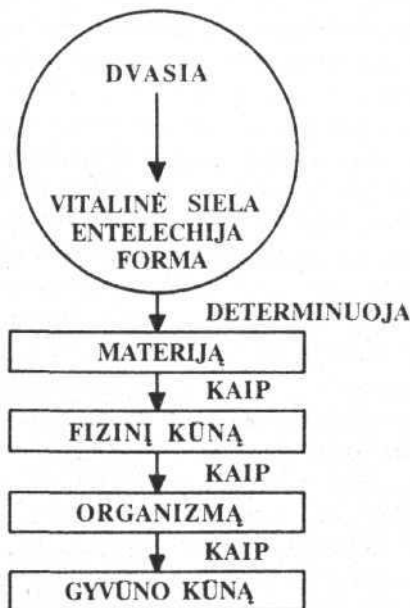 DVASIA
VITALINĖ SIELA
ENTELECHIJA
FORMA
DETERMINUOJA
MATERIJĄ
KAIP
FIZINĮ KŪNĄ
KAIP
ORGANIZMĄ
KAIP
GYVŪNO KŪNĄ